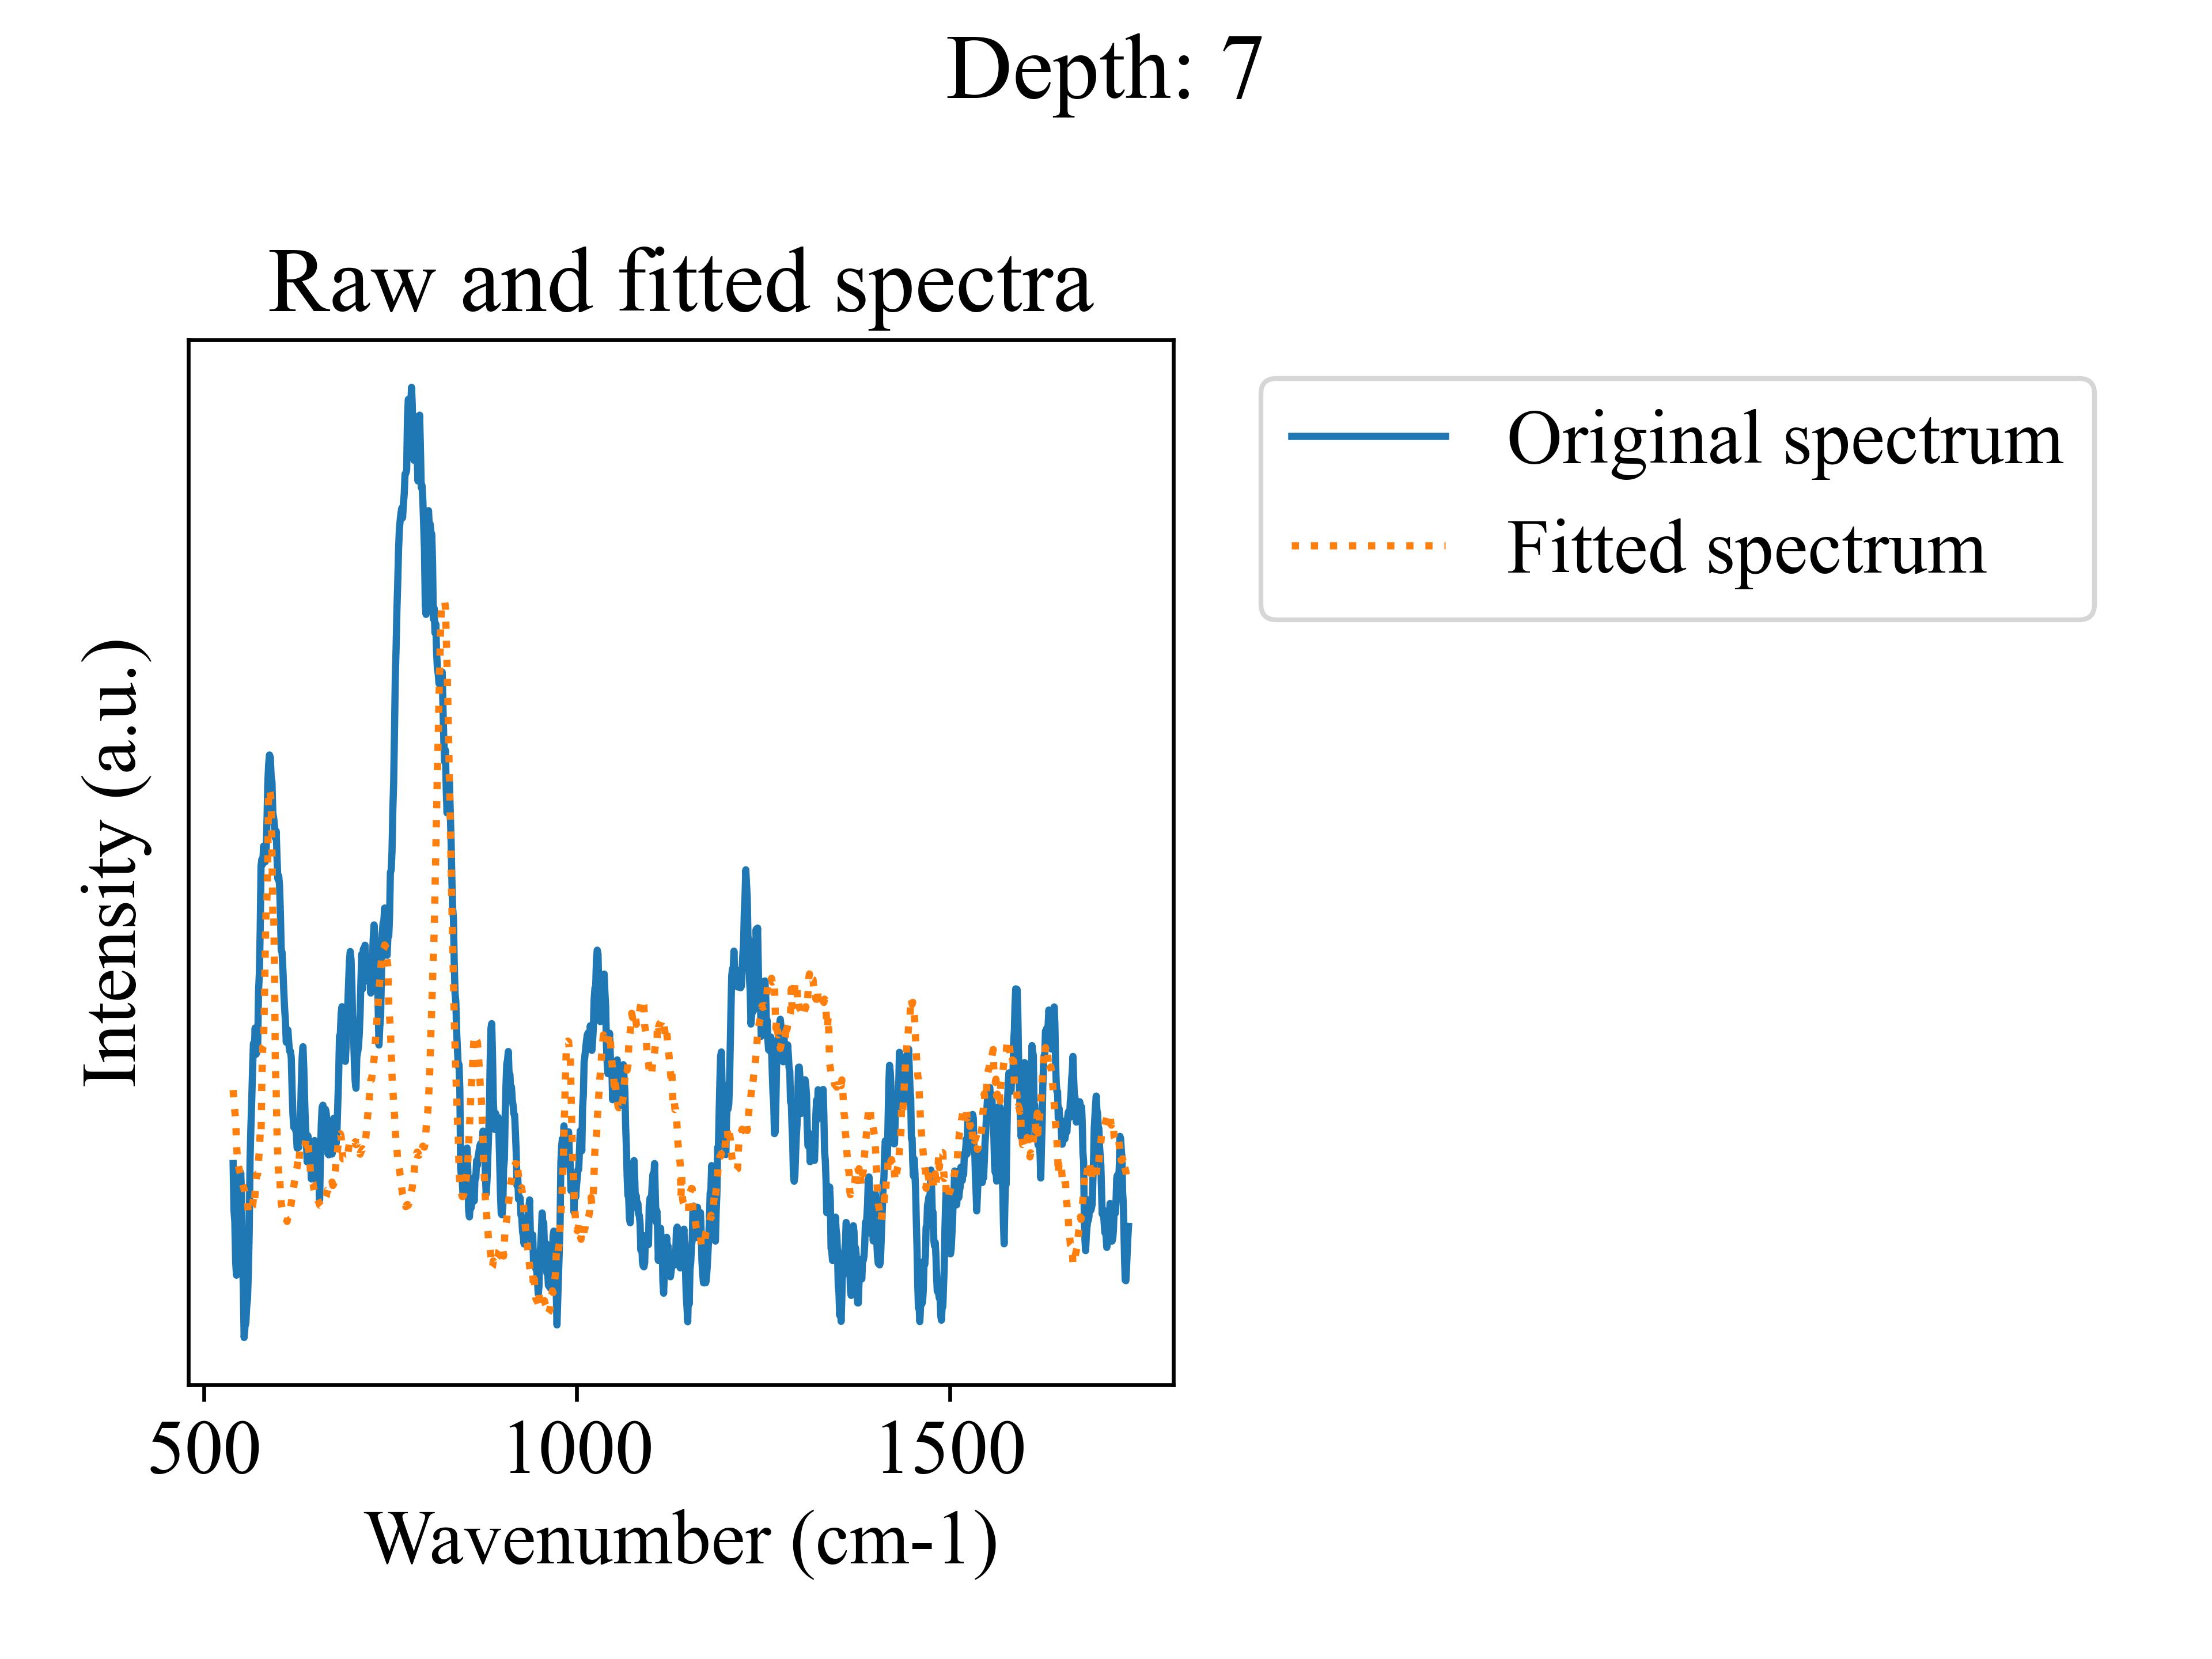 Depth: 7
Raw and fitted spectra
Original spectrum
Fitted spectrum
Intensity (a.u.)
500 1000 1500
Wavenumber (cm-1)